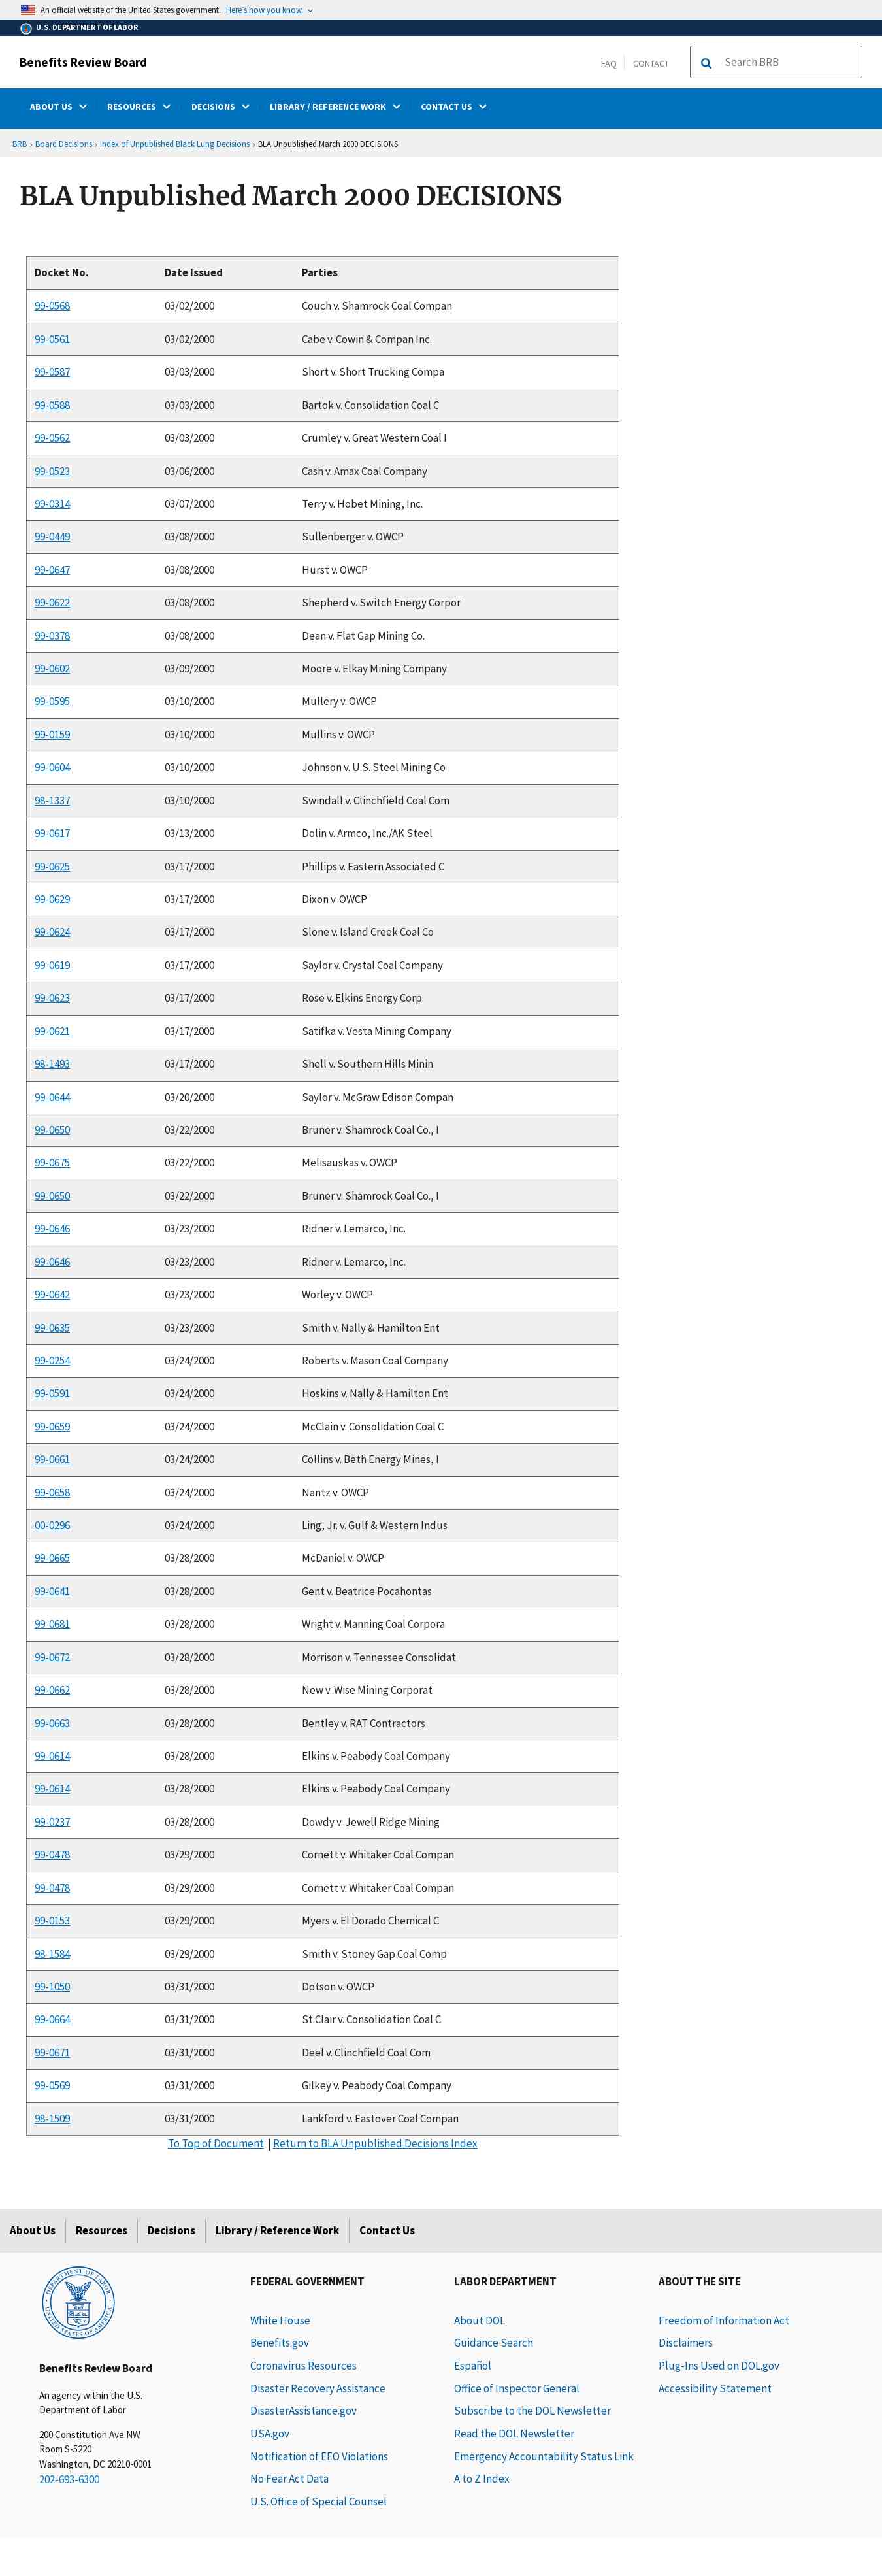 An official website of the United States government. Here's how you know
U.S. DEPARTMENT OF LABOR
Benefits Review Board
FAQ CONTACT Search BRB
ABOUT US RESOURCES DECISIONS LIBRARY / REFERENCE WORK CONTACT US
BRB › Board Decisions › Index of Unpublished Black Lung Decisions › BLA Unpublished March 2000 DECISIONS
BLA Unpublished March 2000 DECISIONS
Docket No. Date Issued Parties
99-0568 03/02/2000 Couch v. Shamrock Coal Compan
99-0561 03/02/2000 Cabe v. Cowin & Compan Inc.
99-0587 03/03/2000 Short v. Short Trucking Compa
99-0588 03/03/2000 Bartok v. Consolidation Coal C
99-0562 03/03/2000 Crumley v. Great Western Coal I
99-0523 03/06/2000 Cash v. Amax Coal Company
99-0314 03/07/2000 Terry v. Hobet Mining, Inc.
99-0449 03/08/2000 Sullenberger v. OWCP
99-0647 03/08/2000 Hurst v. OWCP
99-0622 03/08/2000 Shepherd v. Switch Energy Corpor
99-0378 03/08/2000 Dean v. Flat Gap Mining Co.
99-0602 03/09/2000 Moore v. Elkay Mining Company
99-0595 03/10/2000 Mullery v. OWCP
99-0159 03/10/2000 Mullins v. OWCP
99-0604 03/10/2000 Johnson v. U.S. Steel Mining Co
98-1337 03/10/2000 Swindall v. Clinchfield Coal Com
99-0617 03/13/2000 Dolin v. Armco, Inc./AK Steel
99-0625 03/17/2000 Phillips v. Eastern Associated C
99-0629 03/17/2000 Dixon v. OWCP
99-0624 03/17/2000 Slone v. Island Creek Coal Co
99-0619 03/17/2000 Saylor v. Crystal Coal Company
99-0623 03/17/2000 Rose v. Elkins Energy Corp.
99-0621 03/17/2000 Satifka v. Vesta Mining Company
98-1493 03/17/2000 Shell v. Southern Hills Minin
99-0644 03/20/2000 Saylor v. McGraw Edison Compan
99-0650 03/22/2000 Bruner v. Shamrock Coal Co., I
99-0675 03/22/2000 Melisauskas v. OWCP
99-0650 03/22/2000 Bruner v. Shamrock Coal Co., I
99-0646 03/23/2000 Ridner v. Lemarco, Inc.
99-0646 03/23/2000 Ridner v. Lemarco, Inc.
99-0642 03/23/2000 Worley v. OWCP
99-0635 03/23/2000 Smith v. Nally & Hamilton Ent
99-0254 03/24/2000 Roberts v. Mason Coal Company
99-0591 03/24/2000 Hoskins v. Nally & Hamilton Ent
99-0659 03/24/2000 McClain v. Consolidation Coal C
99-0661 03/24/2000 Collins v. Beth Energy Mines, I
99-0658 03/24/2000 Nantz v. OWCP
00-0296 03/24/2000 Ling, Jr. v. Gulf & Western Indus
99-0665 03/28/2000 McDaniel v. OWCP
99-0641 03/28/2000 Gent v. Beatrice Pocahontas
99-0681 03/28/2000 Wright v. Manning Coal Corpora
99-0672 03/28/2000 Morrison v. Tennessee Consolidat
99-0662 03/28/2000 New v. Wise Mining Corporat
99-0663 03/28/2000 Bentley v. RAT Contractors
99-0614 03/28/2000 Elkins v. Peabody Coal Company
99-0614 03/28/2000 Elkins v. Peabody Coal Company
99-0237 03/28/2000 Dowdy v. Jewell Ridge Mining
99-0478 03/29/2000 Cornett v. Whitaker Coal Compan
99-0478 03/29/2000 Cornett v. Whitaker Coal Compan
99-0153 03/29/2000 Myers v. El Dorado Chemical C
98-1584 03/29/2000 Smith v. Stoney Gap Coal Comp
99-1050 03/31/2000 Dotson v. OWCP
99-0664 03/31/2000 St.Clair v. Consolidation Coal C
99-0671 03/31/2000 Deel v. Clinchfield Coal Com
99-0569 03/31/2000 Gilkey v. Peabody Coal Company
98-1509 03/31/2000 Lankford v. Eastover Coal Compan
To Top of Document | Return to BLA Unpublished Decisions Index
About Us Resources Decisions Library / Reference Work Contact Us
DEPARTMENT OF LABOR
UNITED STATES OF AMERICA
Benefits Review Board
An agency within the U.S.
Department of Labor
200 Constitution Ave NW
Room S-5220
Washington, DC 20210-0001
202-693-6300
FEDERAL GOVERNMENT
White House
Benefits.gov
Coronavirus Resources
Disaster Recovery Assistance
DisasterAssistance.gov
USA.gov
Notification of EEO Violations
No Fear Act Data
U.S. Office of Special Counsel
LABOR DEPARTMENT
About DOL
Guidance Search
Español
Office of Inspector General
Subscribe to the DOL Newsletter
Read the DOL Newsletter
Emergency Accountability Status Link
A to Z Index
ABOUT THE SITE
Freedom of Information Act
Disclaimers
Plug-Ins Used on DOL.gov
Accessibility Statement